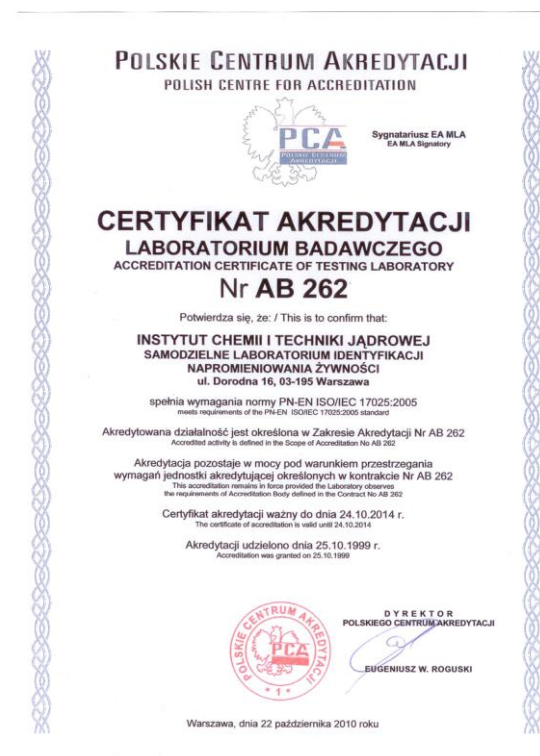 POLSKIE CENTRUM AKREDYTACJI
POLISH CENTRE FOR ACCREDITATION
PCA
POLSKIE CENTRUM
AKREDYTACJI
Sygnatariusz EA MLA
EA MLA Signatory
CERTYFIKAT AKREDYTACJI
LABORATORIUM BADAWCZEGO
ACCREDITATION CERTIFICATE OF TESTING LABORATORY
Nr AB 262
Potwierdza się, że: / This is to confirm that:
INSTYTUT CHEMII I TECHNIKI JĄDROWEJ
SAMODZIELNE LABORATORIUM IDENTYFIKACJI
NAPROMIENIOWANIA ŻYWNOŚCI
ul. Dorodna 16, 03-195 Warszawa
spełnia wymagania normy PN-EN ISO/IEC 17025:2005
meets requirements of the PN-EN ISO/IEC 17025:2005 standard
Akredytowana działalność jest określona w Zakresie Akredytacji Nr AB 262
Accredited activity is defined in the Scope of Accreditation No AB 262
Akredytacja pozostaje w mocy pod warunkiem przestrzegania
wymagań jednostki akredytującej określonych w kontrakcie Nr AB 262
This accreditation remains in force provided the Laboratory observes
the requirements of Accreditation Body defined in the Contract No AB 262
Certyfikat akredytacji ważny do dnia 24.10.2014 r.
The certificate of accreditation is valid until 24.10.2014
Akredytacji udzielono dnia 25.10.1999 r.
Accreditation was granted on 25.10.1999
POLSKIE CENTRUM AKREDYTACJI
PCA
* 1 *
DYREKTOR
POLSKIEGO CENTRUM AKREDYTACJI
EUGENIUSZ W. ROGUSKI
Warszawa, dnia 22 października 2010 roku